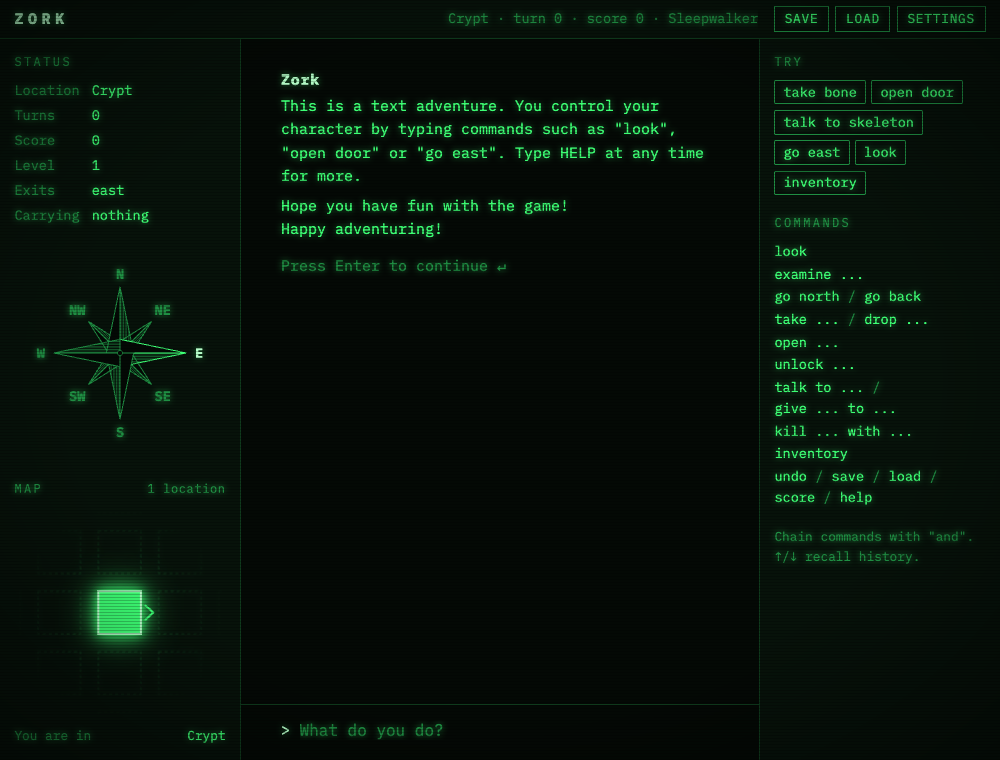 ZORK
Crypt · turn 0 · score 0 · Sleepwalker
SAVE
LOAD
SETTINGS
STATUS
Location Crypt
Turns 0
Score 0
Level 1
Exits east
Carrying nothing
N
NW
NE
W
E
SW
SE
S
MAP
1 location
You are in
Crypt
Zork
This is a text adventure. You control your
character by typing commands such as "look",
"open door" or "go east". Type HELP at any time
for more.
Hope you have fun with the game!
Happy adventuring!
Press Enter to continue ↵
> What do you do?
TRY
take bone
open door
talk to skeleton
go east
look
inventory
COMMANDS
look
examine ...
go north / go back
take ... / drop ...
open ...
unlock ...
talk to ... /
give ... to ...
kill ... with ...
inventory
undo / save / load /
score / help
Chain commands with "and".
↑/↓ recall history.